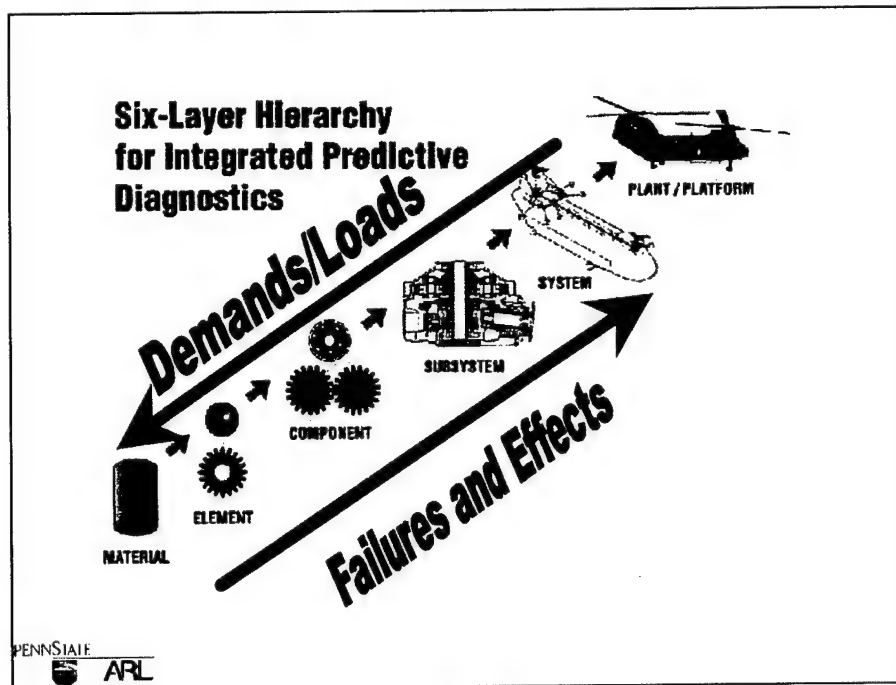 Six-Layer Hierarchy
for Integrated Predictive
Diagnostics
PLANT/PLATFORM
Demands/Loads
SYSTEM
SUBSYSTEM
COMPONENT
ELEMENT
MATERIAL
Failures and Effects
PENNSTATE
ARL